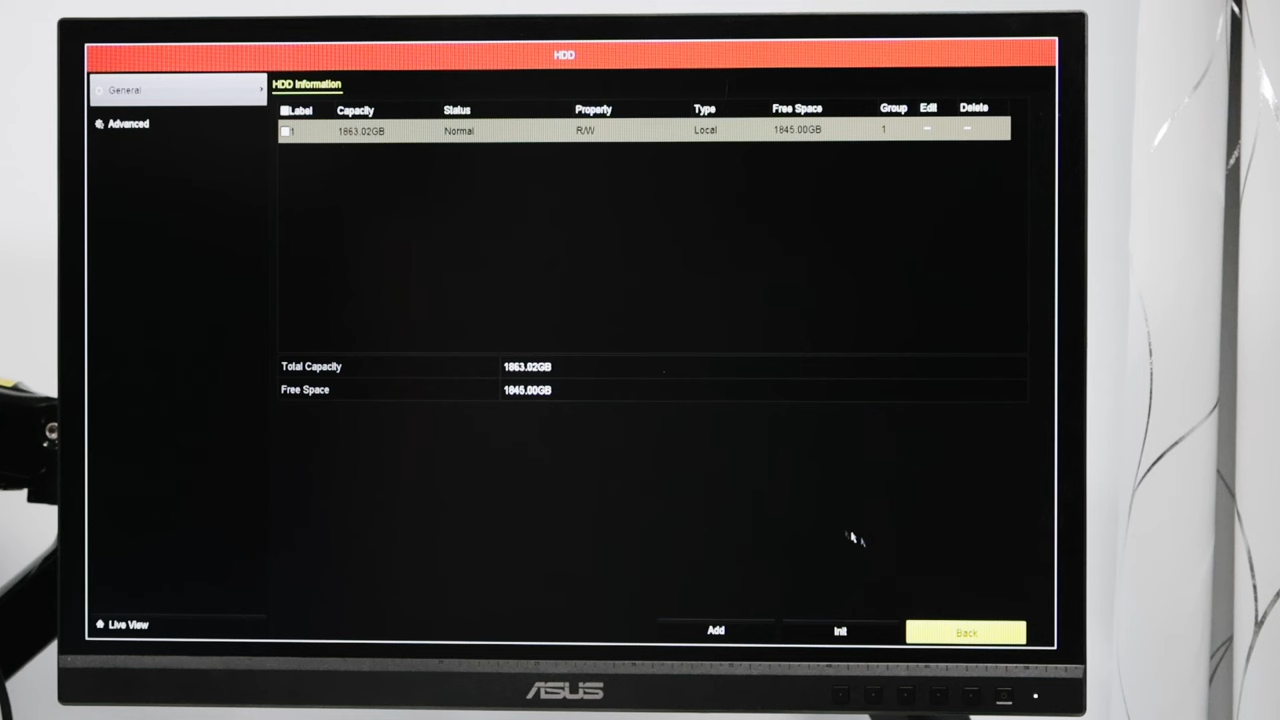 HDD
General
HDD Information
Label Capacity Status Property Type Free Space Group Edit Delete
1 1863.02GB Normal R/W Local 1845.00GB 1 — —
Advanced
Total Capacity 1863.02GB
Free Space 1845.00GB
Live View
Add Init Back
ASUS